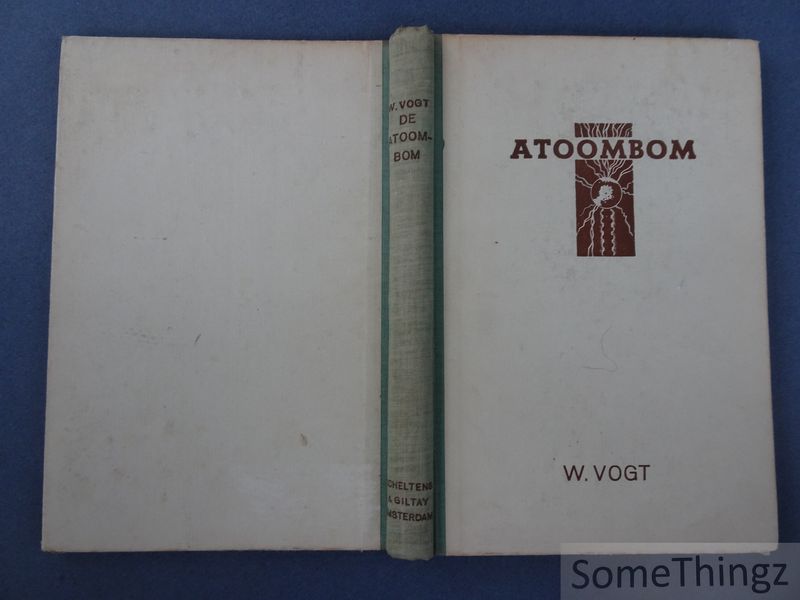 W. VOGT
DE
ATOOM-
BOM
SCHELTENS
& GILTAY
AMSTERDAM
ATOOMBOM
W. VOGT
SomeThingz